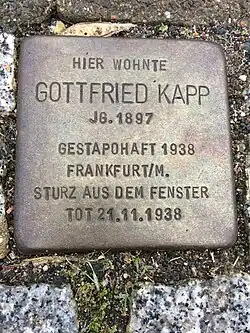 HIER WOHNTE
GOTTFRIED KAPP
JG. 1897
GESTAPOHAFT 1938
FRANKFURT/M.
STURZ AUS DEM FENSTER
TOT 21.11.1938